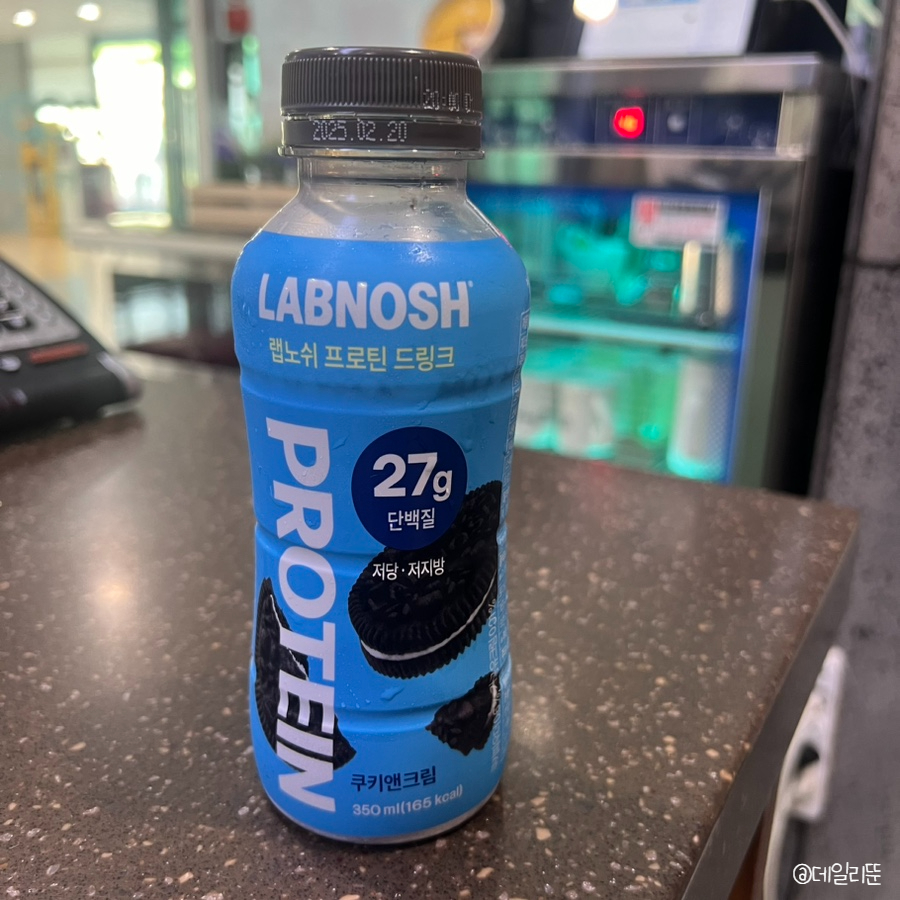 2025.02.20
LABNOSH
랩노쉬 프로틴 드링크
PROTEIN
27g
단백질
저당·저지방
쿠키앤크림
350 ml(165 kcal)
@데일리뚠